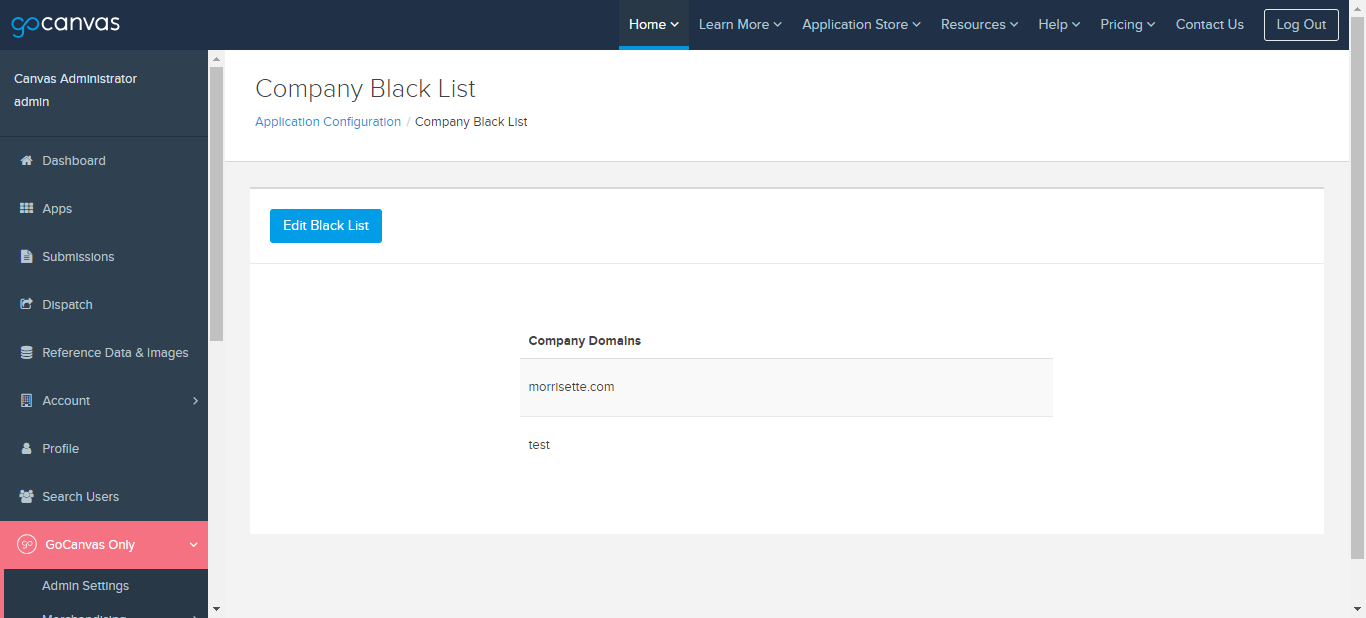 gocanvas
Home Learn More Application Store Resources Help Pricing Contact Us Log Out
Canvas Administrator
admin
Dashboard
Apps
Submissions
Dispatch
Reference Data & Images
Account
Profile
Search Users
go GoCanvas Only
Admin Settings
Merchandising
Company Black List
Application Configuration / Company Black List
Edit Black List
Company Domains
morrisette.com
test